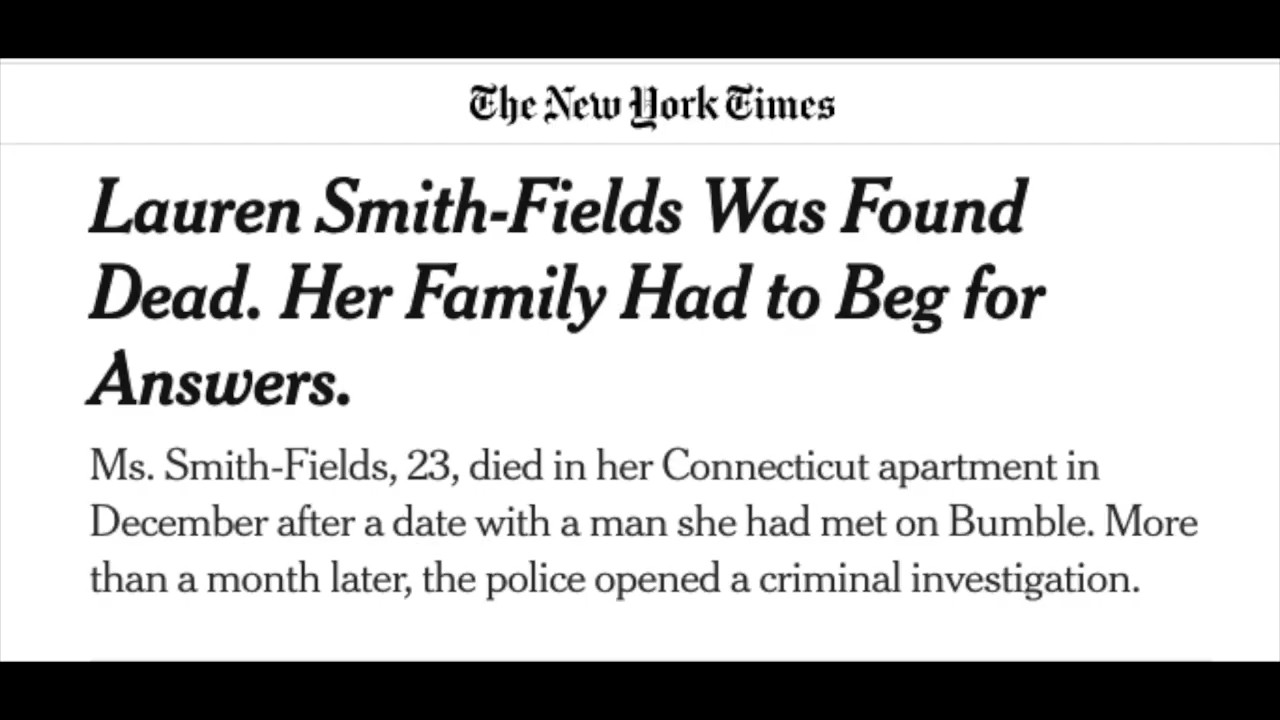 The New York Times
Lauren Smith-Fields Was Found
Dead. Her Family Had to Beg for
Answers.
Ms. Smith-Fields, 23, died in her Connecticut apartment in
December after a date with a man she had met on Bumble. More
than a month later, the police opened a criminal investigation.